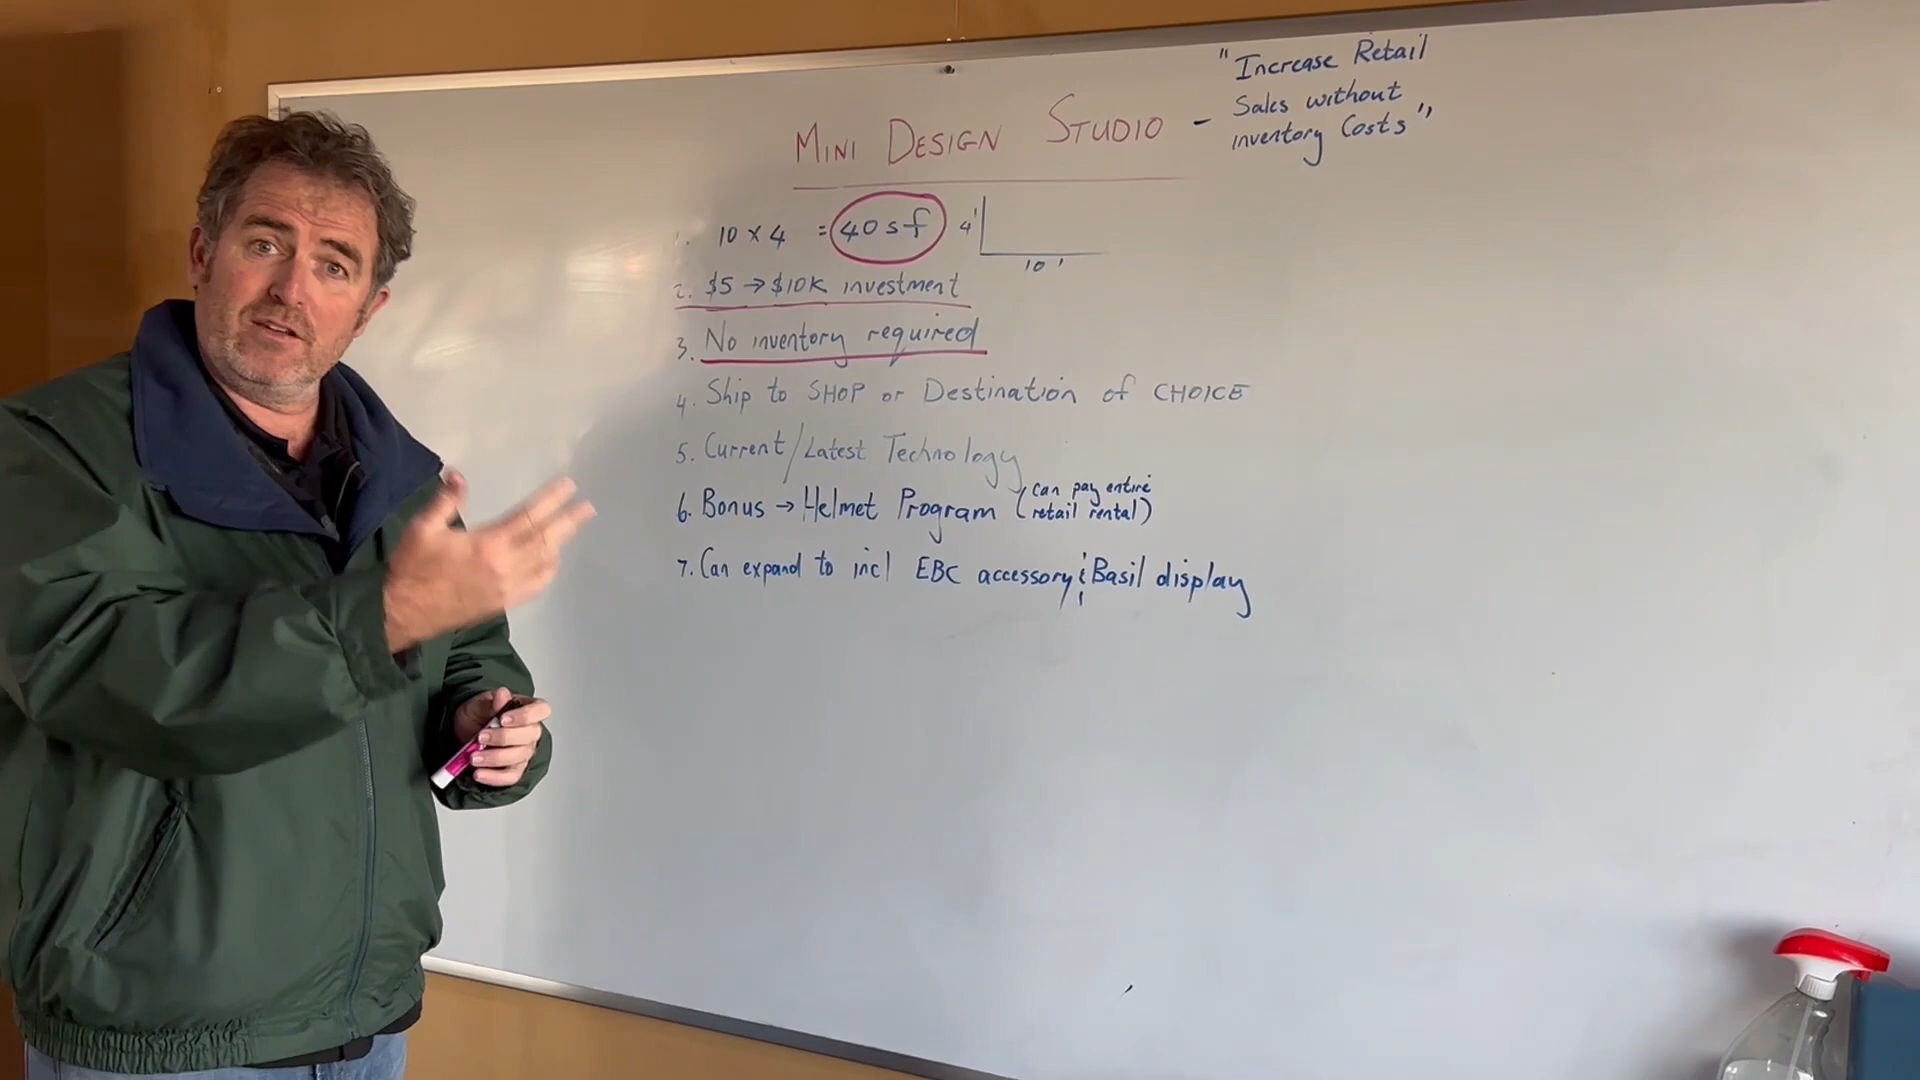 " Increase Retail
Sales without
inventory Costs "
MINI DESIGN STUDIO -
1. 10 x 4 = 40 sf 4'
10'
2. $5 → $10K investment
3. No inventory required
4. Ship to SHOP or Destination of CHOICE
5. Current/Latest Technology
6. Bonus → Helmet Program (can pay entire
retail rental)
7. Can expand to incl EBC accessory & Basil display